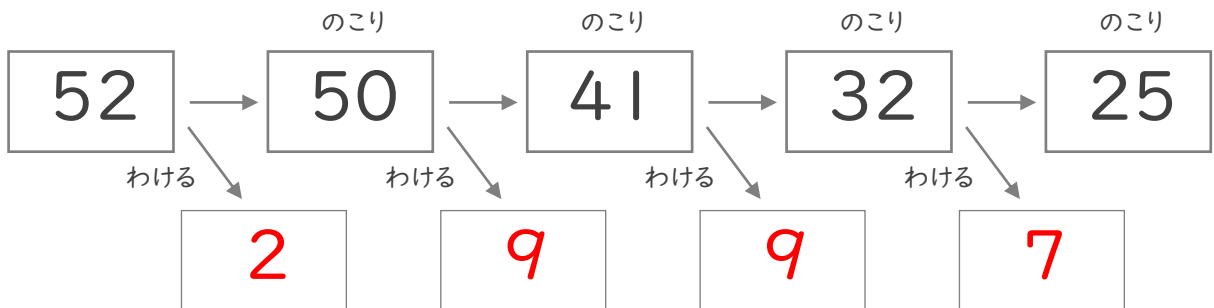 のこり のこり のこり のこり
52 50 41 32 25
わける わける わける わける
2 9 9 7